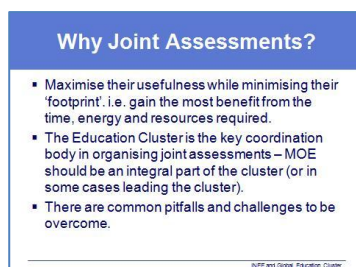 Why Joint Assessments?
▪ Maximise their usefulness while minimising their
'footprint'. i.e. gain the most benefit from the
time, energy and resources required.
▪ The Education Cluster is the key coordination
body in organising joint assessments – MOE
should be an integral part of the cluster (or in
some cases leading the cluster).
▪ There are common pitfalls and challenges to be
overcome.
INEE and Global Education Cluster